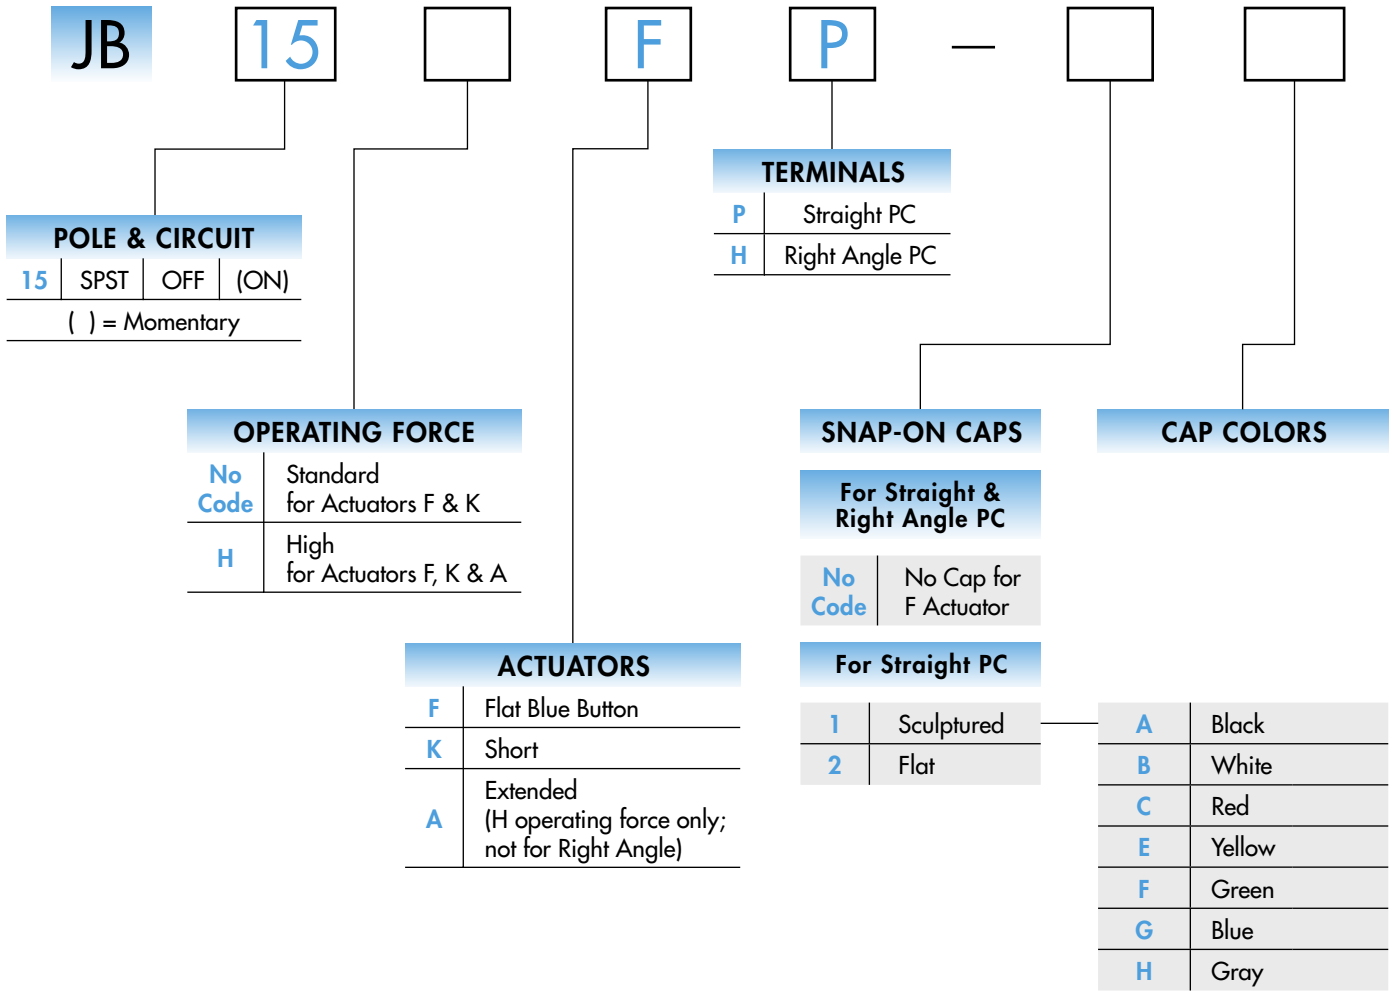 JB 15 F P —
TERMINALS
P Straight PC
H Right Angle PC
POLE & CIRCUIT
15 SPST OFF (ON)
( ) = Momentary
OPERATING FORCE
No Code Standard
for Actuators F & K
H High
for Actuators F, K & A
ACTUATORS
F Flat Blue Button
K Short
A Extended
(H operating force only;
not for Right Angle)
SNAP-ON CAPS
For Straight &
Right Angle PC
No Code No Cap for
F Actuator
For Straight PC
1 Sculptured
2 Flat
CAP COLORS
A Black
B White
C Red
E Yellow
F Green
G Blue
H Gray